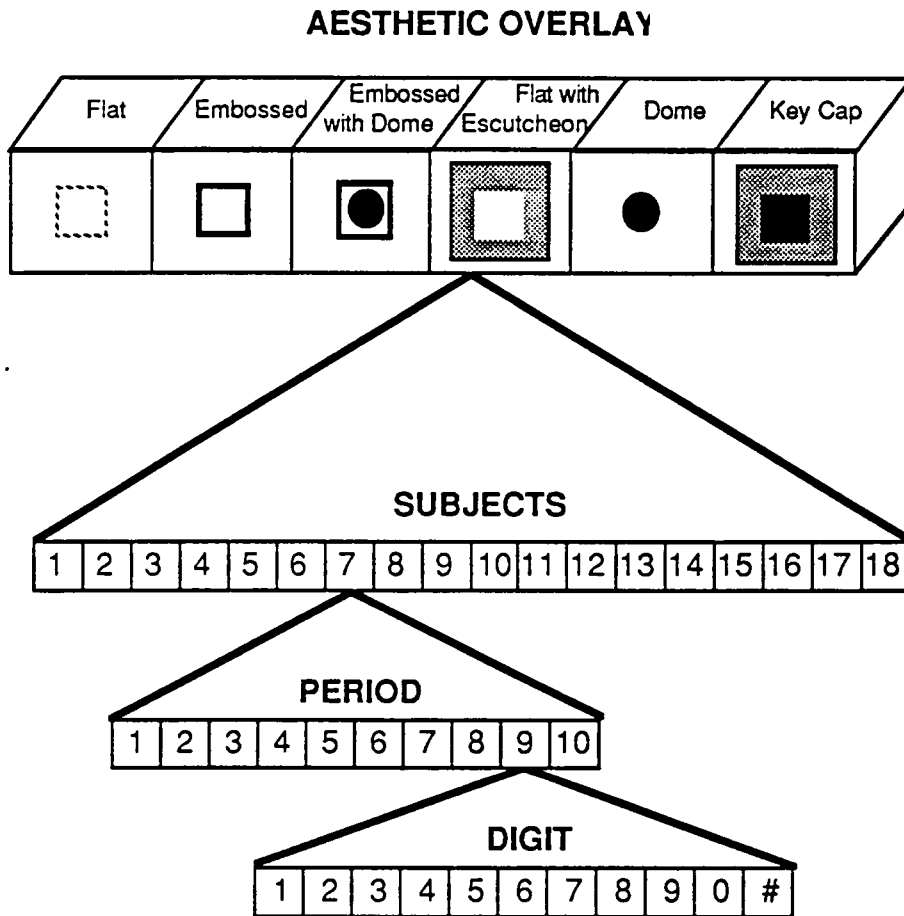 AESTHETIC OVERLAY
Flat
Embossed
Embossed
with Dome
Flat with
Escutcheon
Dome
Key Cap
SUBJECTS
1 2 3 4 5 6 7 8 9 10 11 12 13 14 15 16 17 18
PERIOD
1 2 3 4 5 6 7 8 9 10
DIGIT
1 2 3 4 5 6 7 8 9 0 #